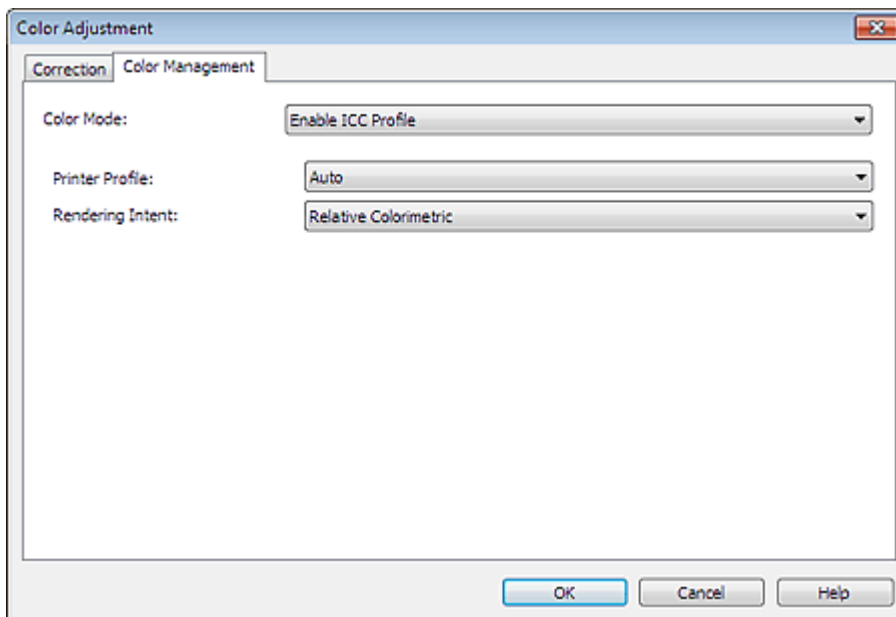 Color Adjustment
Correction Color Management
Color Mode: Enable ICC Profile
Printer Profile: Auto
Rendering Intent: Relative Colorimetric
OK Cancel Help